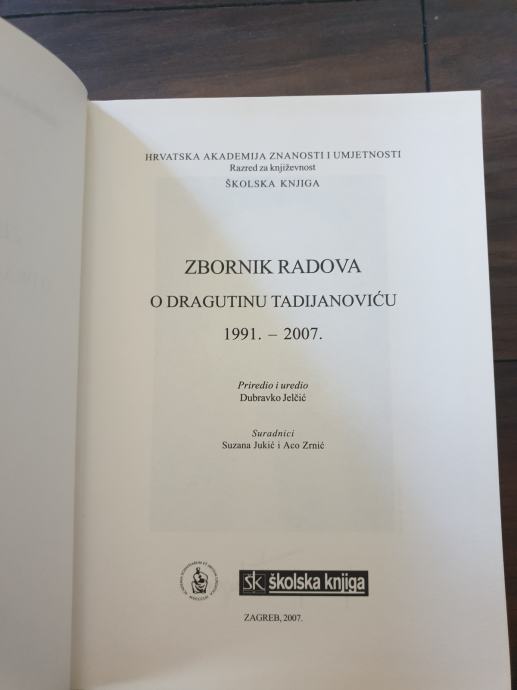 HRVATSKA AKADEMIJA ZNANOSTI I UMJETNOSTI
Razred za književnost
ŠKOLSKA KNJIGA
ZBORNIK RADOVA
O DRAGUTINU TADIJANOVIĆU
1991. – 2007.
Priredio i uredio
Dubravko Jelčić
Suradnici
Suzana Jukić i Aco Zrnić
šk školska knjiga
ZAGREB, 2007.